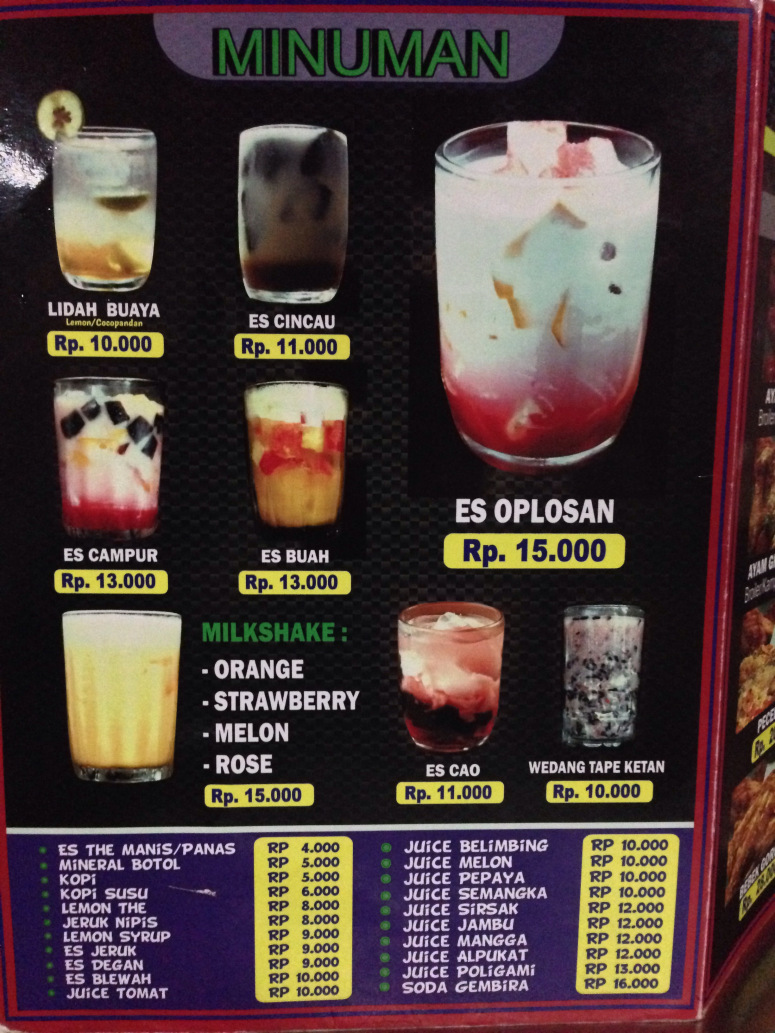 MINUMAN
LIDAH BUAYA
Lemon/Cocopandan
Rp. 10.000
ES CINCAU
Rp. 11.000
ES OPLOSAN
Rp. 15.000
ES CAMPUR
Rp. 13.000
ES BUAH
Rp. 13.000
MILKSHAKE :
- ORANGE
- STRAWBERRY
- MELON
- ROSE
Rp. 15.000
ES CAO
Rp. 11.000
WEDANG TAPE KETAN
Rp. 10.000
ES THE MANIS/PANAS RP 4.000
MINERAL BOTOL RP 5.000
KOPI RP 5.000
KOPI SUSU RP 6.000
LEMON THE RP 8.000
JERUK NIPIS RP 8.000
LEMON SYRUP RP 9.000
ES JERUK RP 9.000
ES DEGAN RP 9.000
ES BLEWAH RP 10.000
JUICE TOMAT RP 10.000
JUICE BELIMBING RP 10.000
JUICE MELON RP 10.000
JUICE PEPAYA RP 10.000
JUICE SEMANGKA RP 10.000
JUICE SIRSAK RP 12.000
JUICE JAMBU RP 12.000
JUICE MANGGA RP 12.000
JUICE ALPUKAT RP 12.000
JUICE POLIGAMI RP 13.000
SODA GEMBIRA RP 16.000
AYAM